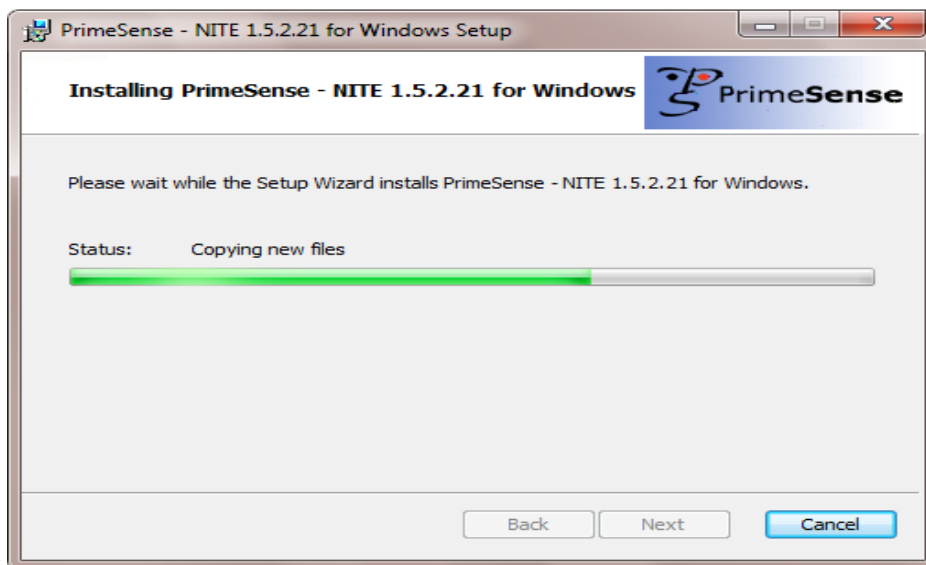 PrimeSense - NITE 1.5.2.21 for Windows Setup
Installing PrimeSense - NITE 1.5.2.21 for Windows
PrimeSense
Please wait while the Setup Wizard installs PrimeSense - NITE 1.5.2.21 for Windows.
Status: Copying new files
Back Next Cancel